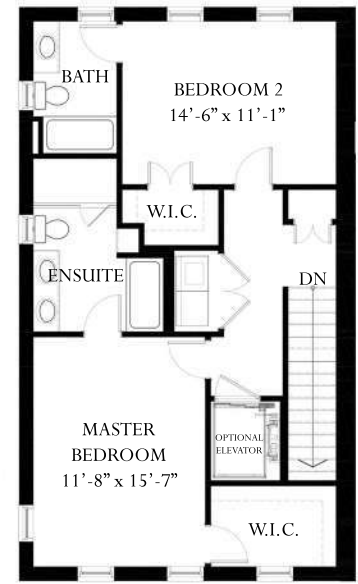 BATH
BEDROOM 2
14'-6" x 11'-1"
W.I.C.
ENSUITE
DN
MASTER
BEDROOM
11'-8" x 15'-7"
OPTIONAL
ELEVATOR
W.I.C.